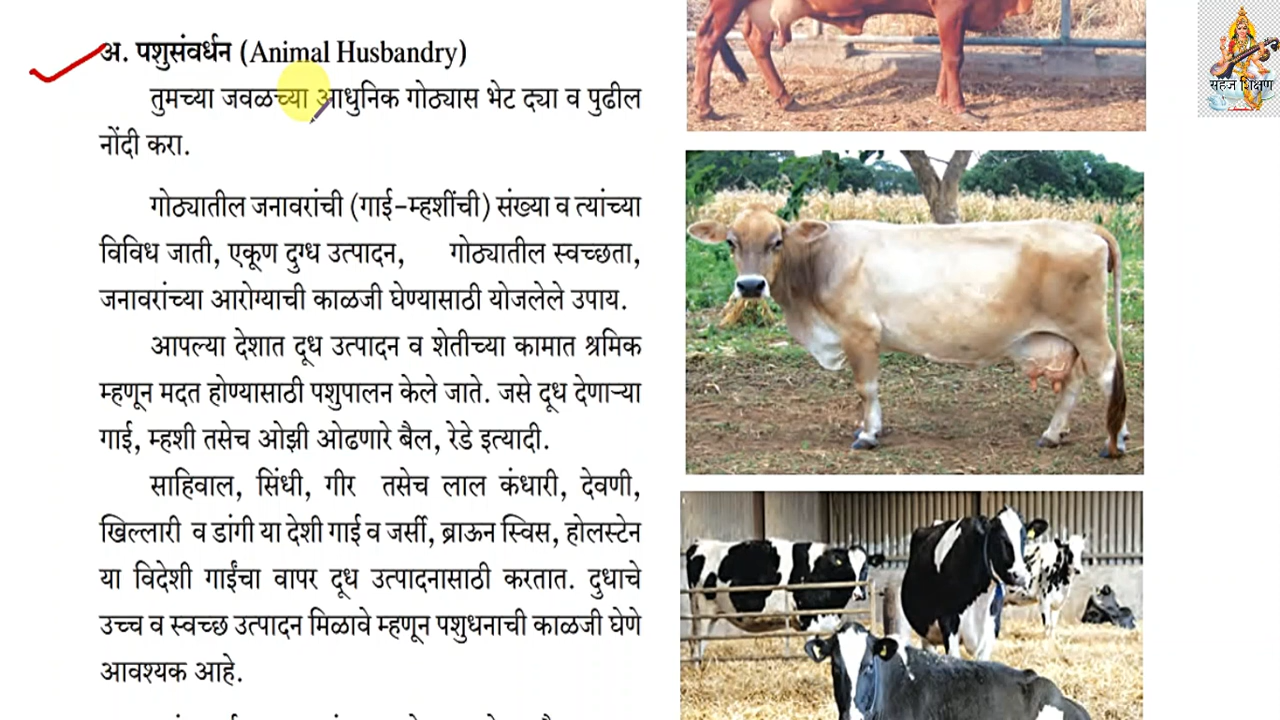 अ. पशुसंवर्धन (Animal Husbandry)
तुमच्या जवळच्या आधुनिक गोठ्यास भेट द्या व पुढील
नोंदी करा.
गोठ्यातील जनावरांची (गाई-म्हशींची) संख्या व त्यांच्या
विविध जाती, एकूण दुग्ध उत्पादन, गोठ्यातील स्वच्छता,
जनावरांच्या आरोग्याची काळजी घेण्यासाठी योजलेले उपाय.
आपल्या देशात दूध उत्पादन व शेतीच्या कामात श्रमिक
म्हणून मदत होण्यासाठी पशुपालन केले जाते. जसे दूध देणाऱ्या
गाई, म्हशी तसेच ओझी ओढणारे बैल, रेडे इत्यादी.
साहिवाल, सिंधी, गीर तसेच लाल कंधारी, देवणी,
खिल्लारी व डांगी या देशी गाई व जर्सी, ब्राऊन स्विस, होलस्टेन
या विदेशी गाईंचा वापर दूध उत्पादनासाठी करतात. दुधाचे
उच्च व स्वच्छ उत्पादन मिळावे म्हणून पशुधनाची काळजी घेणे
आवश्यक आहे.
सहज शिक्षण